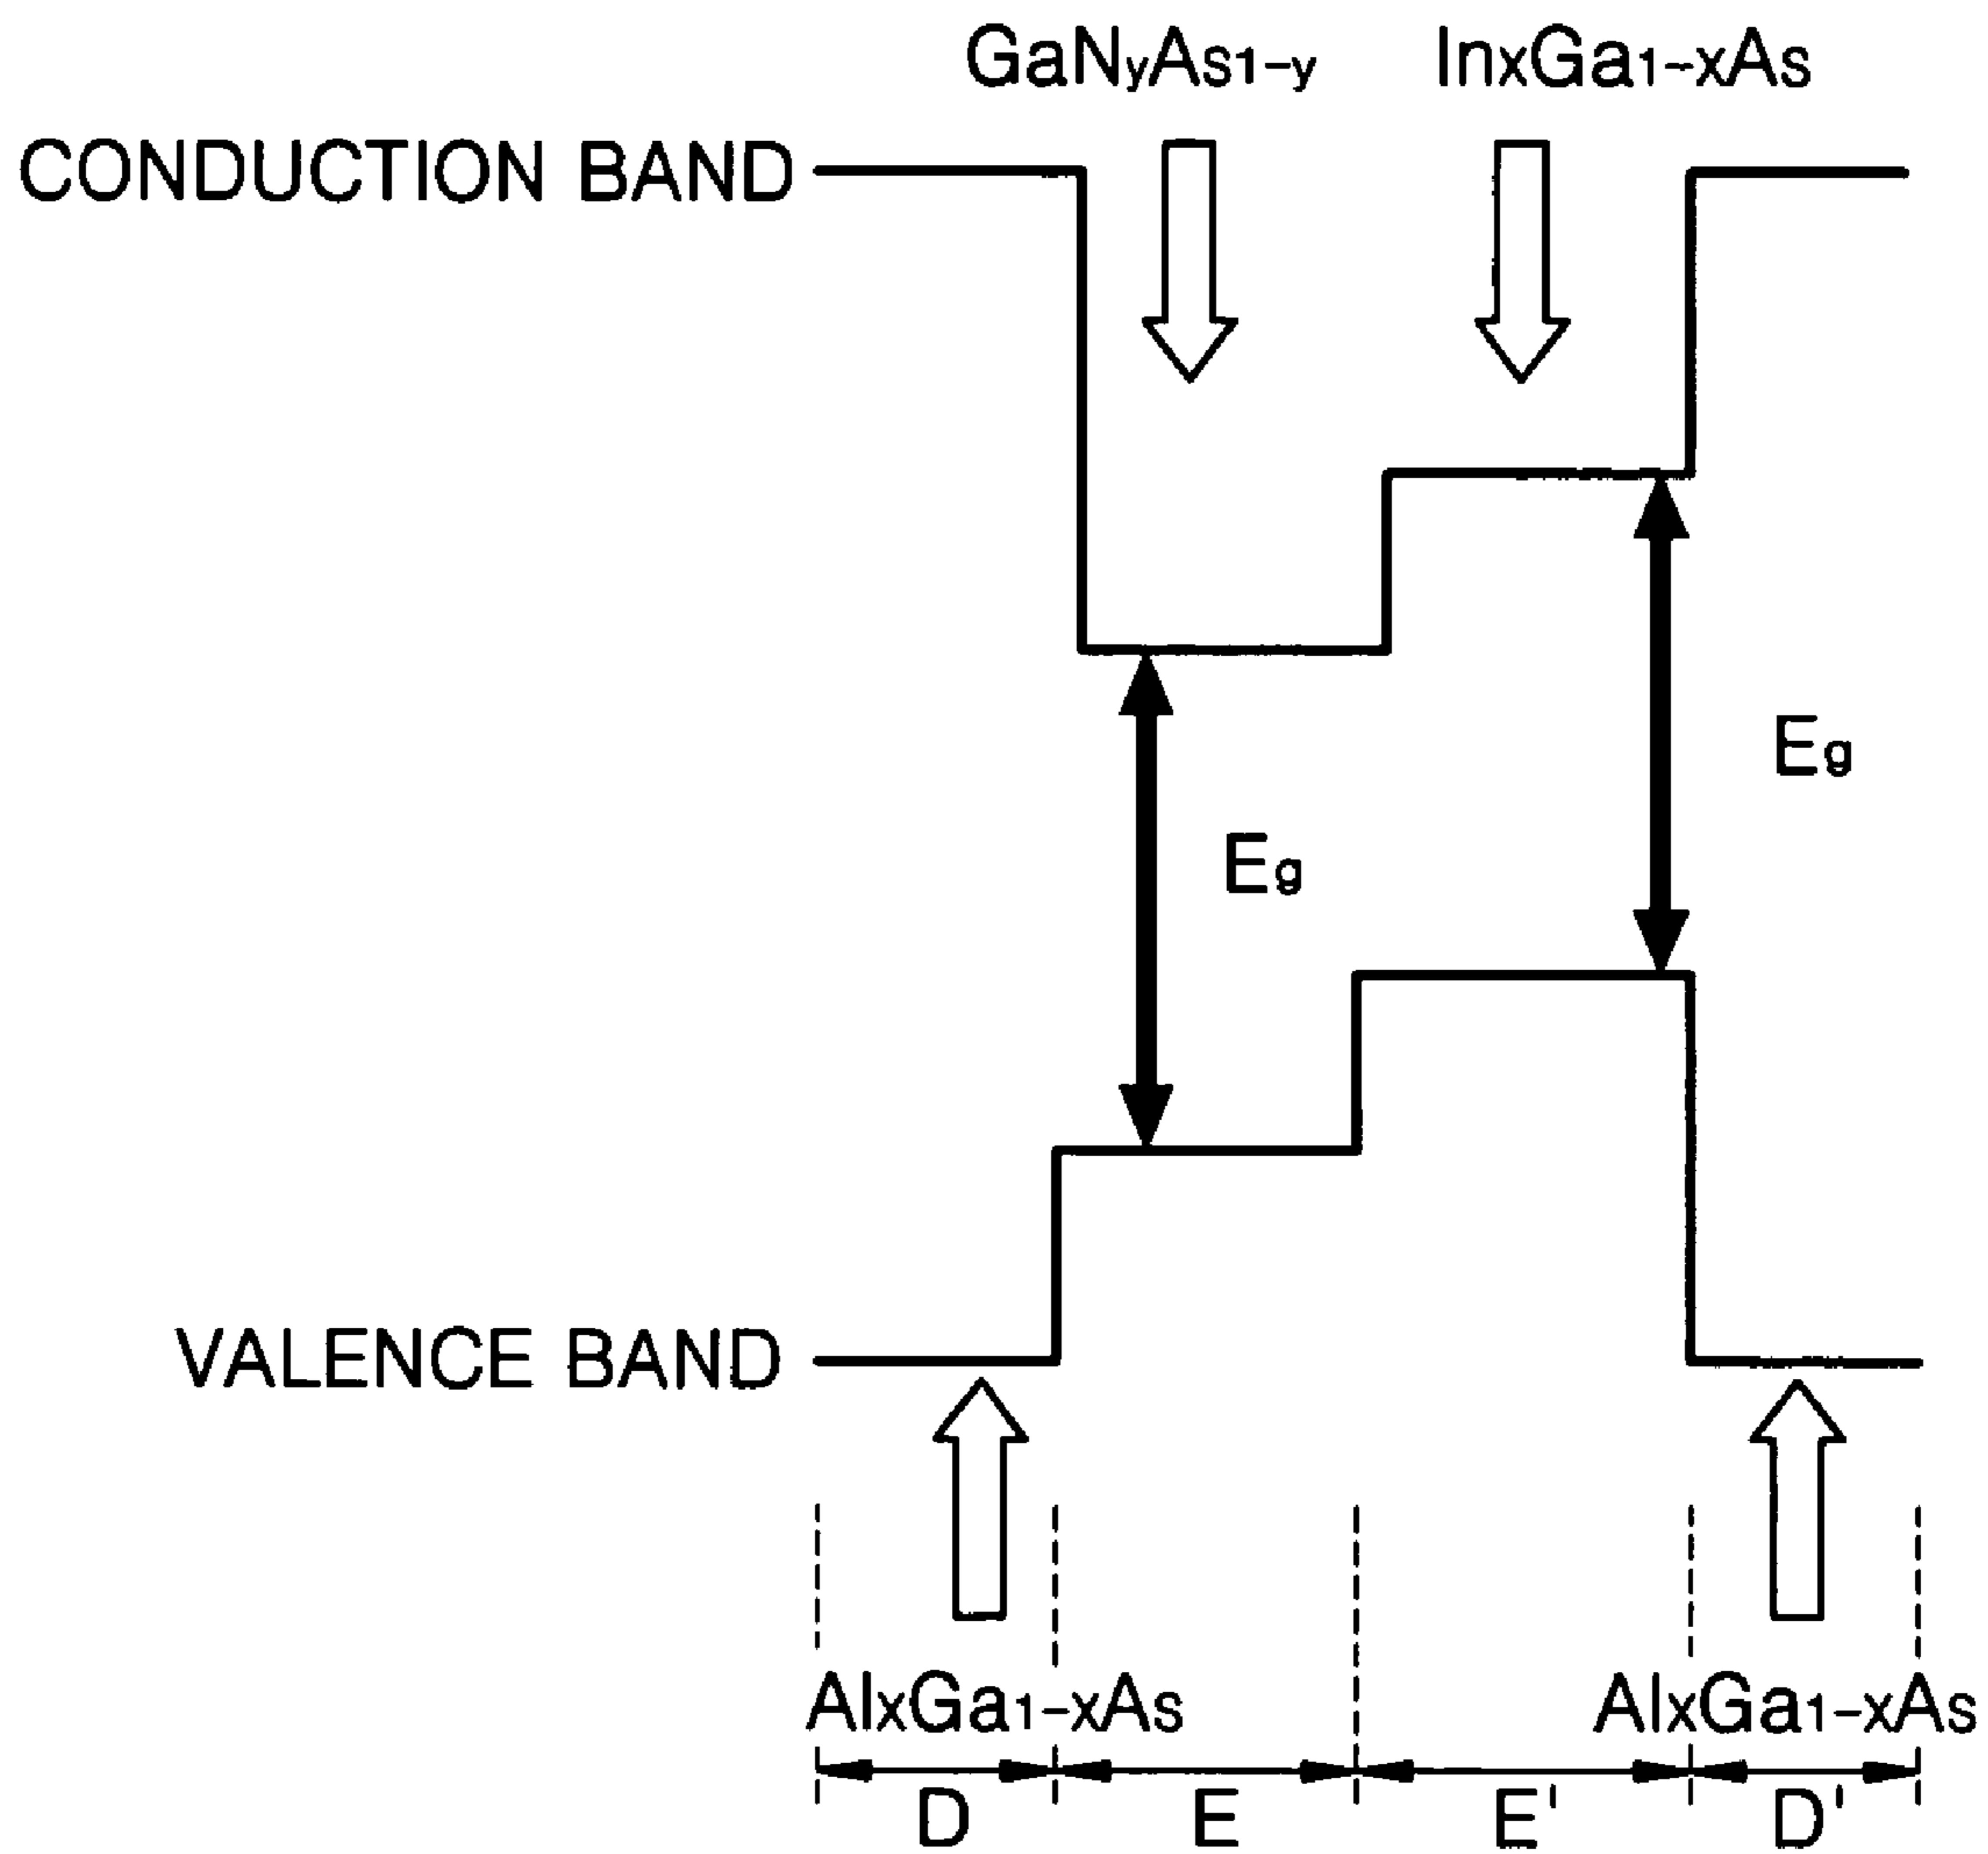 GaNyAs1-y InxGa1-xAs
CONDUCTION BAND
Eg
Eg
VALENCE BAND
AlxGa1-xAs AlxGa1-xAs
D E E' D'